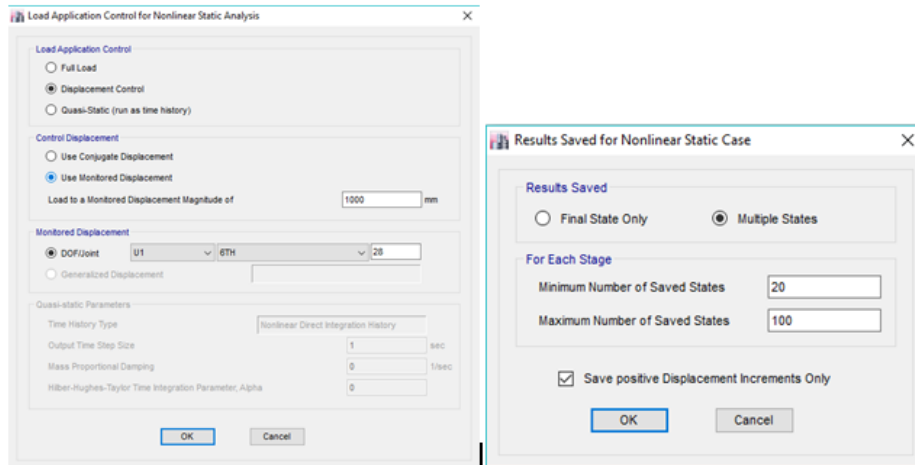 Load Application Control for Nonlinear Static Analysis
Load Application Control
Full Load
Displacement Control
Quasi-Static (run as time history)
Control Displacement
Use Conjugate Displacement
Use Monitored Displacement
Load to a Monitored Displacement Magnitude of 1000 mm
Monitored Displacement
DOF/Joint U1 6TH 28
Generalized Displacement
Quasi-static Parameters
Time History Type Nonlinear Direct Integration History
Output Time Step Size 1 sec
Mass Proportional Damping 0 1/sec
Hilber-Hughes-Taylor Time Integration Parameter, Alpha 0
OK Cancel
Results Saved for Nonlinear Static Case
Results Saved
Final State Only Multiple States
For Each Stage
Minimum Number of Saved States 20
Maximum Number of Saved States 100
Save positive Displacement Increments Only
OK Cancel